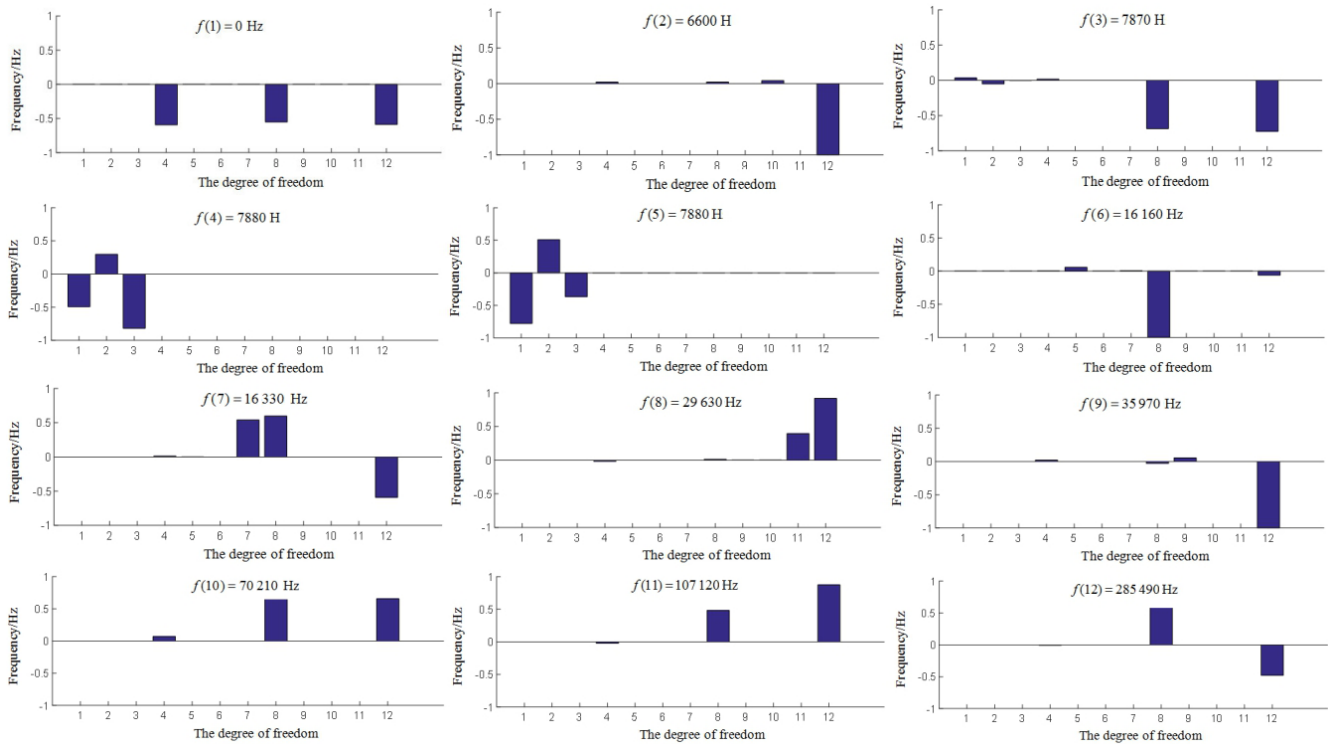 f(1) = 0 Hz
Frequency/Hz
1
0.5
0
-0.5
-1
1 2 3 4 5 6 7 8 9 10 11 12
The degree of freedom
f(2) = 6600 H
Frequency/Hz
1
0.5
0
-0.5
-1
1 2 3 4 5 6 7 8 9 10 11 12
The degree of freedom
f(3) = 7870 H
Frequency/Hz
1
0.5
0
-0.5
-1
1 2 3 4 5 6 7 8 9 10 11 12
The degree of freedom
f(4) = 7880 H
Frequency/Hz
1
0.5
0
-0.5
-1
1 2 3 4 5 6 7 8 9 10 11 12
The degree of freedom
f(5) = 7880 H
Frequency/Hz
1
0.5
0
-0.5
-1
1 2 3 4 5 6 7 8 9 10 11 12
The degree of freedom
f(6) = 16 160 Hz
Frequency/Hz
1
0.5
0
-0.5
-1
1 2 3 4 5 6 7 8 9 10 11 12
The degree of freedom
f(7) = 16 330 Hz
Frequency/Hz
1
0.5
0
-0.5
-1
1 2 3 4 5 6 7 8 9 10 11 12
The degree of freedom
f(8) = 29 630 Hz
Frequency/Hz
1
0.5
0
-0.5
-1
1 2 3 4 5 6 7 8 9 10 11 12
The degree of freedom
f(9) = 35 970 Hz
Frequency/Hz
1
0.5
0
-0.5
-1
1 2 3 4 5 6 7 8 9 10 11 12
The degree of freedom
f(10) = 70 210 Hz
Frequency/Hz
1
0.5
0
-0.5
-1
1 2 3 4 5 6 7 8 9 10 11 12
The degree of freedom
f(11) = 107 120 Hz
Frequency/Hz
1
0.5
0
-0.5
-1
1 2 3 4 5 6 7 8 9 10 11 12
The degree of freedom
f(12) = 285 490 Hz
Frequency/Hz
1
0.5
0
-0.5
-1
1 2 3 4 5 6 7 8 9 10 11 12
The degree of freedom